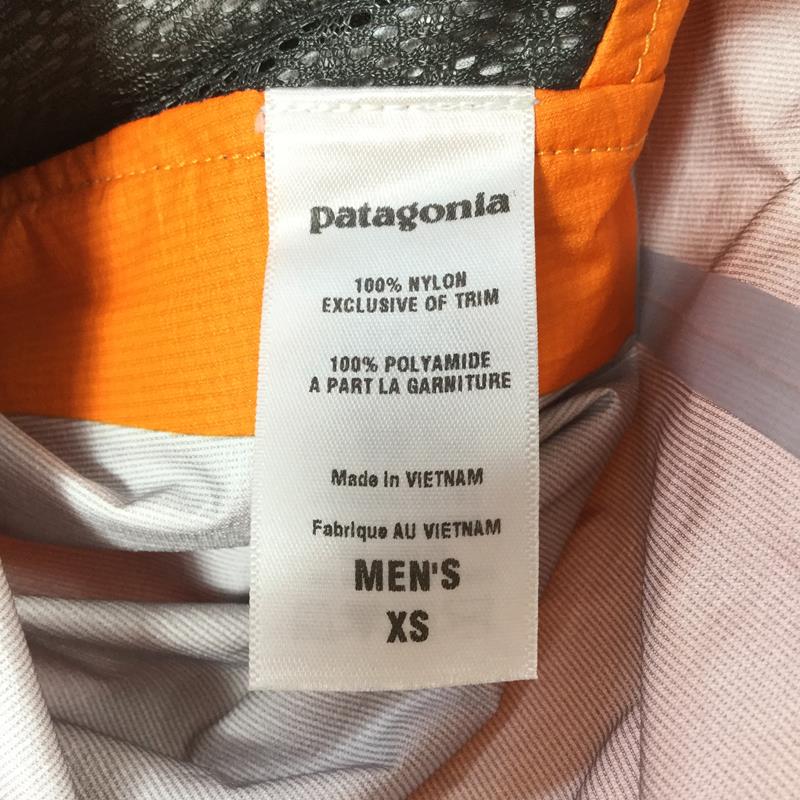 patagonia
100% NYLON
EXCLUSIVE OF TRIM
100% POLYAMIDE
A PART LA GARNITURE
Made in VIETNAM
Fabrique AU VIETNAM
MEN'S
XS